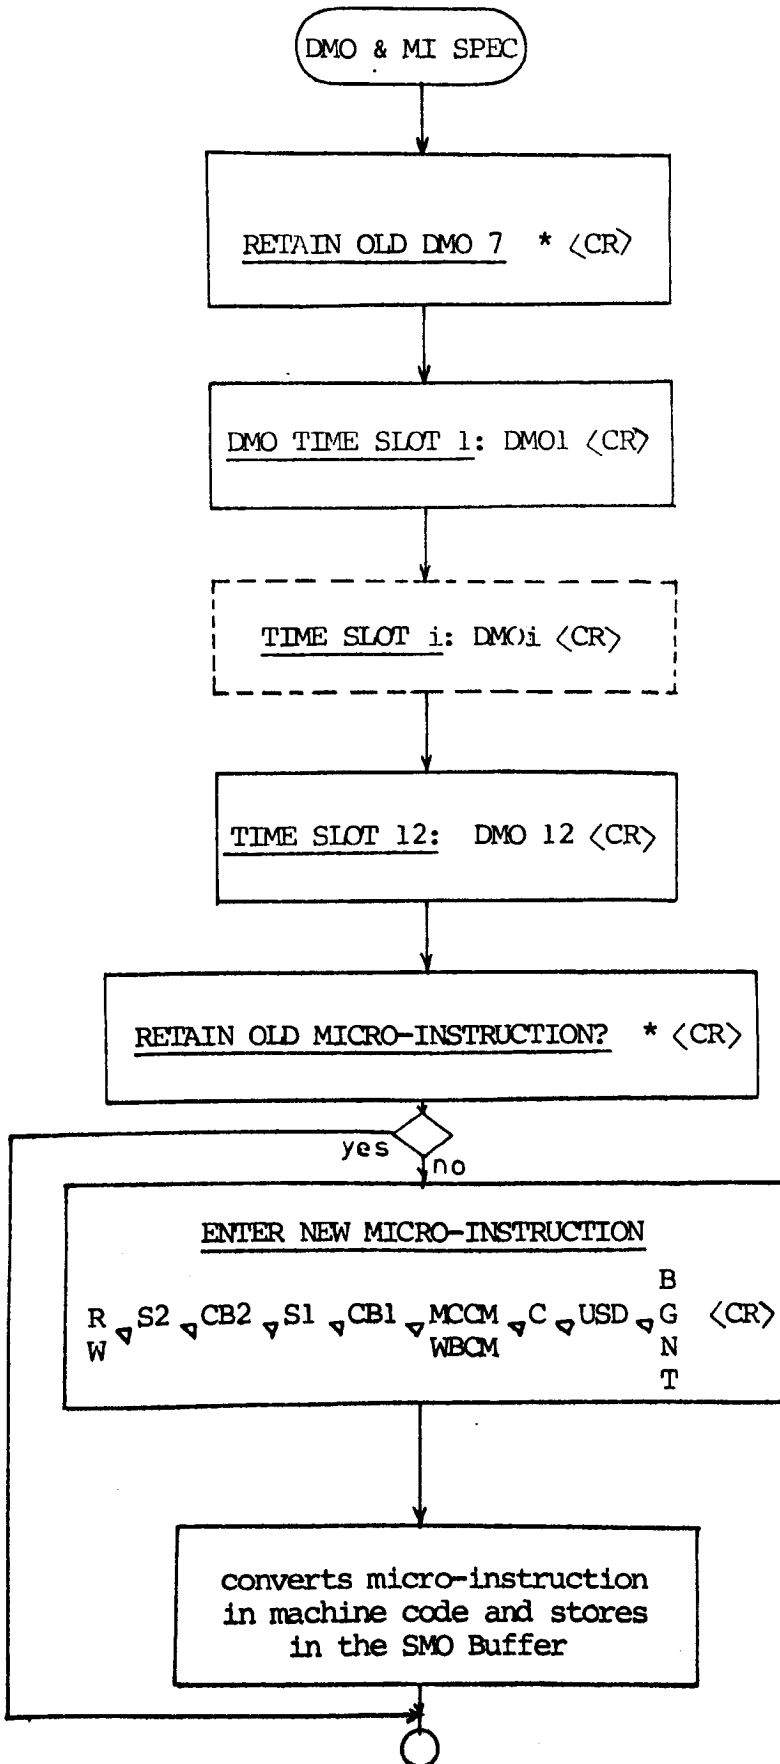 DMO & MI SPEC
RETAIN OLD DMO 7 * <CR>
DMO TIME SLOT 1: DMO1 <CR>
TIME SLOT i: DMOi <CR>
TIME SLOT 12: DMO 12 <CR>
RETAIN OLD MICRO-INSTRUCTION? * <CR>
yes
no
ENTER NEW MICRO-INSTRUCTION
B
R S2 CB2 S1 CB1 MCCM C USD G <CR>
W WBCM N
T
converts micro-instruction
in machine code and stores
in the SMO Buffer